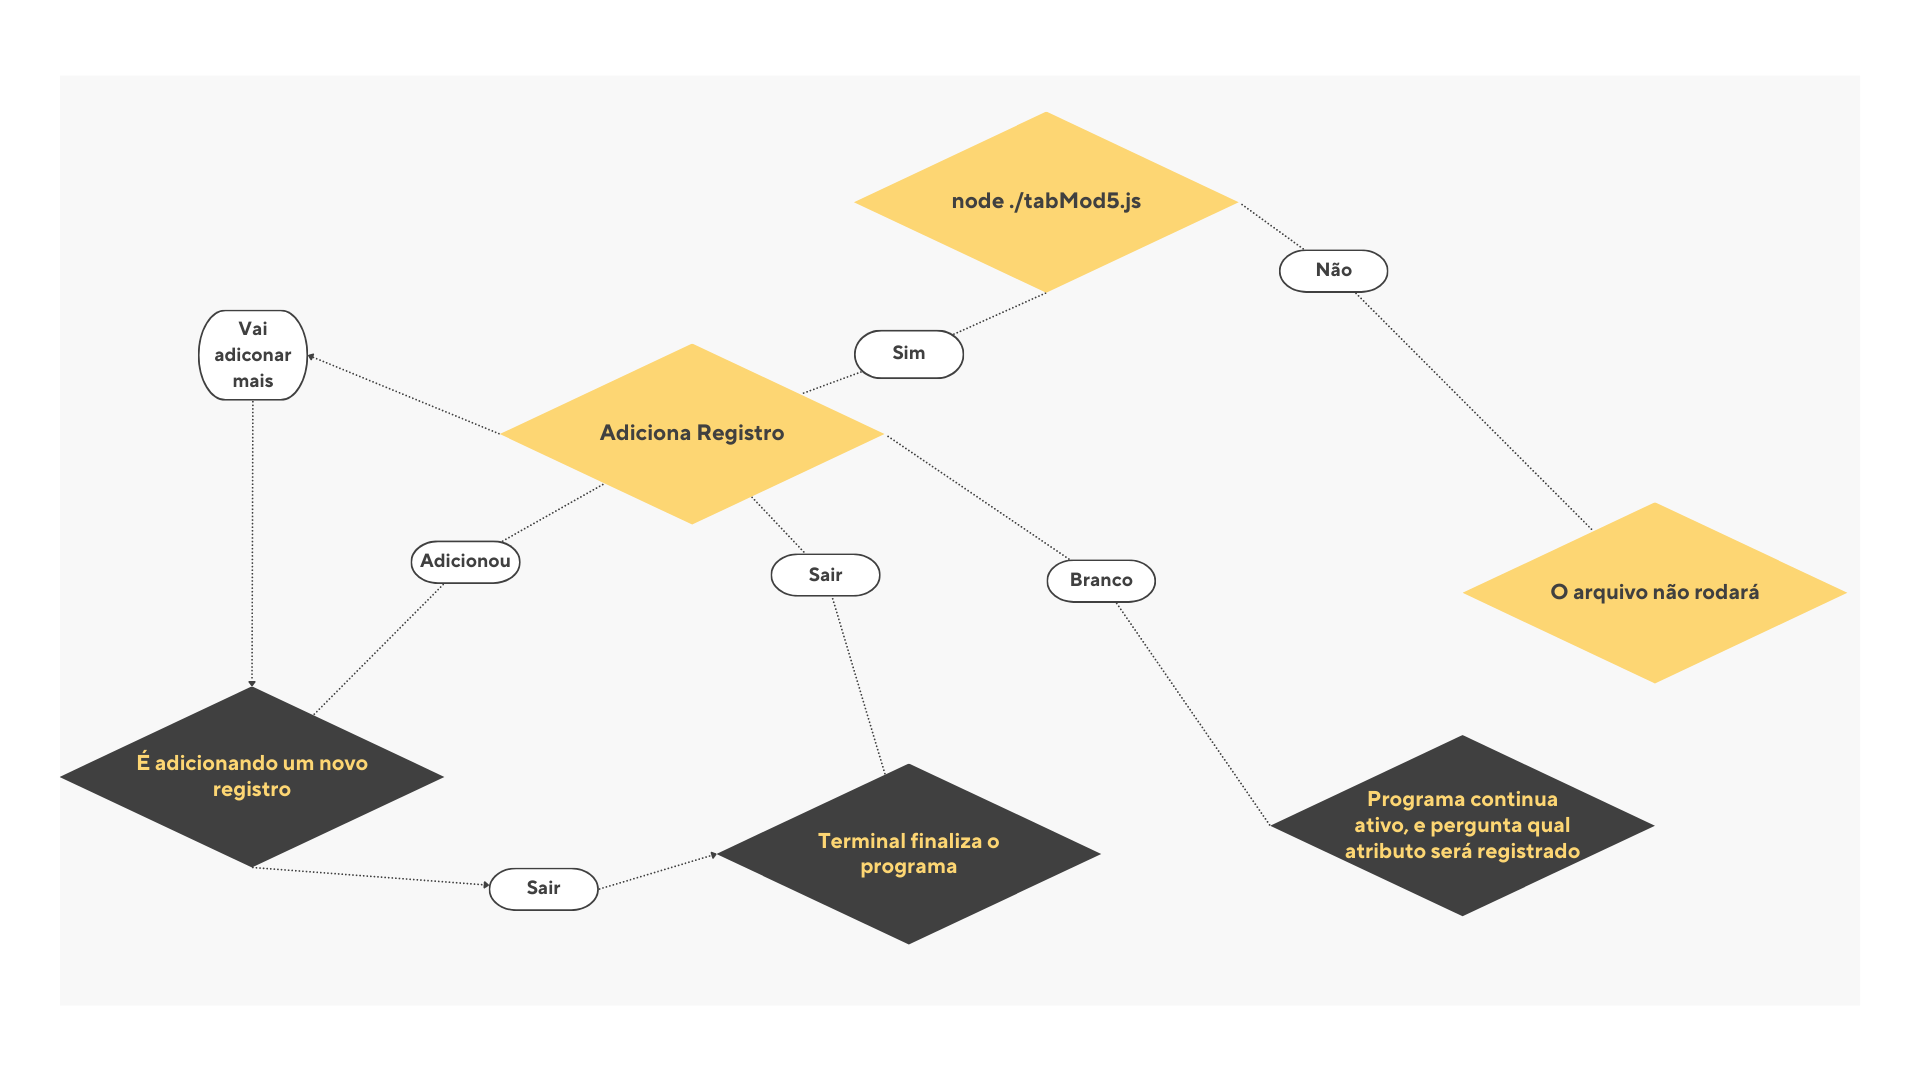 node ./tabMod5.js
Não
Vai
adiconar
mais
Sim
Adiciona Registro
Adicionou
Sair
Branco
O arquivo não rodará
É adicionando um novo
registro
Programa continua
ativo, e pergunta qual
atributo será registrado
Terminal finaliza o
programa
Sair